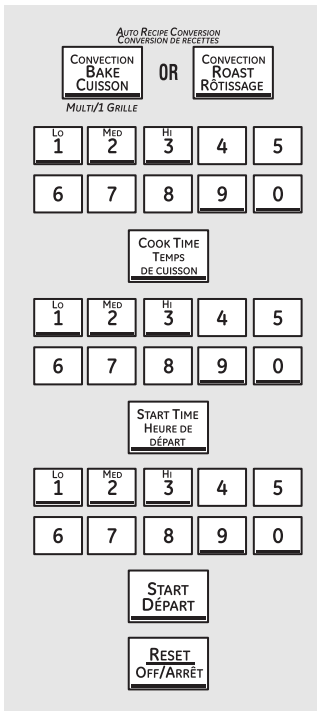 AUTO RECIPE CONVERSION
CONVERSION DE RECETTES
CONVECTION
BAKE
CUISSON
OR
CONVECTION
ROAST
RÔTISSAGE
MULTI/1 GRILLE
LO MED HI
1 2 3 4 5
6 7 8 9 0
COOK TIME
TEMPS
DE CUISSON
LO MED HI
1 2 3 4 5
6 7 8 9 0
START TIME
HEURE DE
DÉPART
LO MED HI
1 2 3 4 5
6 7 8 9 0
START
DÉPART
RESET
OFF/ARRÊT